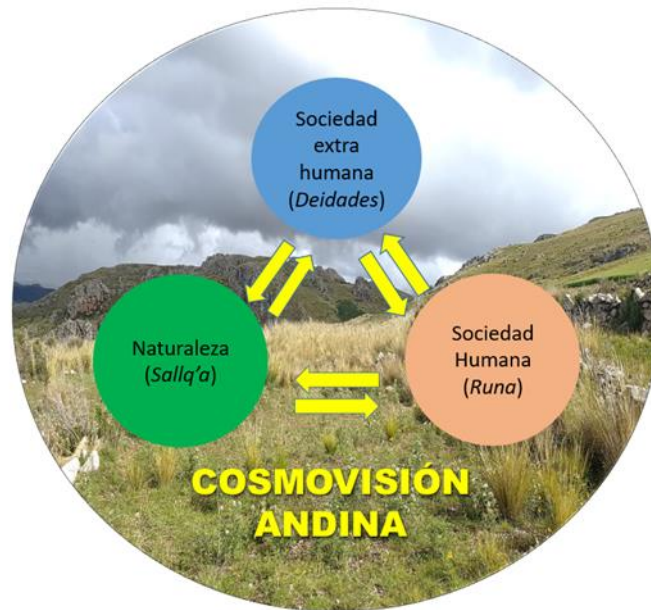 Sociedad
extra
humana
(Deidades)
Naturaleza
(Sallq'a)
Sociedad
Humana
(Runa)
COSMOVISIÓN
ANDINA